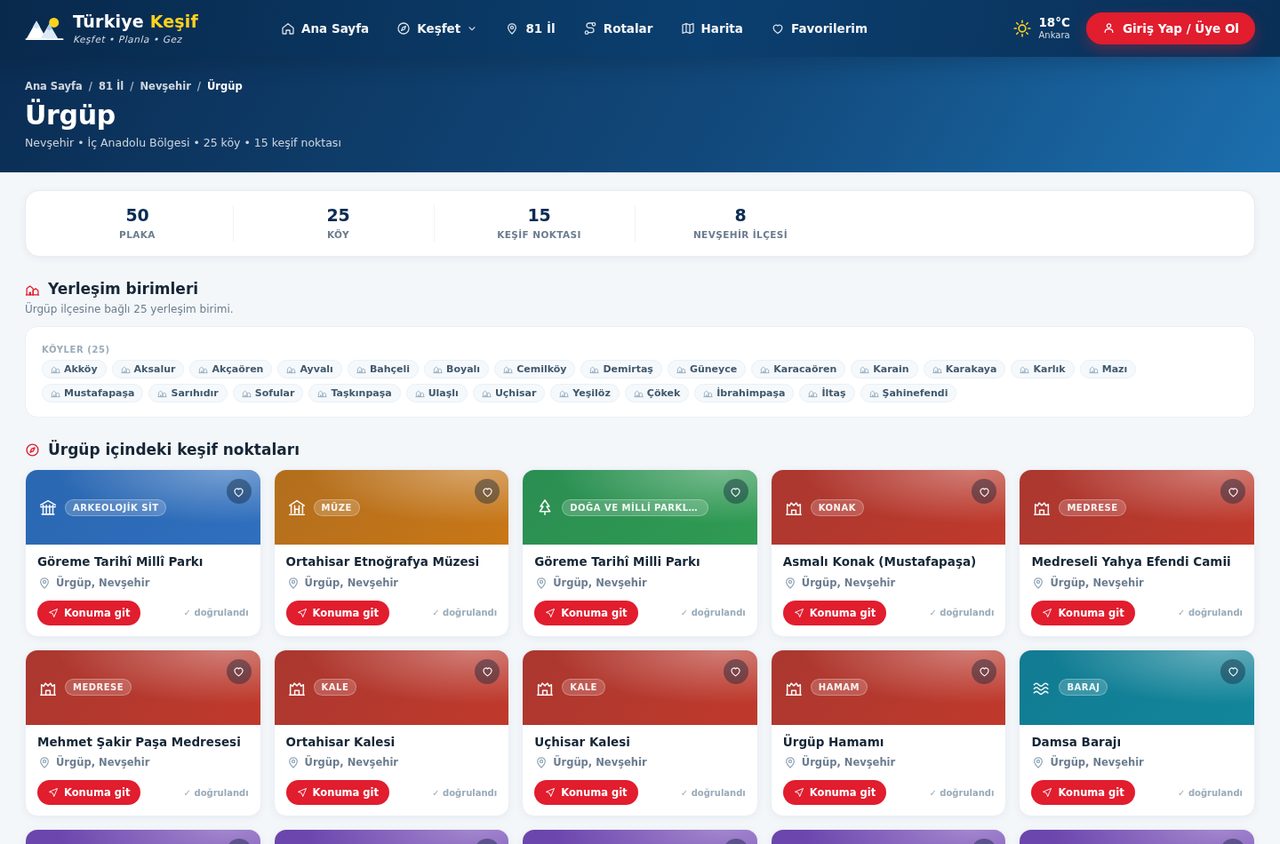 Türkiye Keşif
Keşfet • Planla • Gez
Ana Sayfa
Keşfet
81 İl
Rotalar
Harita
Favorilerim
18°C
Ankara
Giriş Yap / Üye Ol
Ana Sayfa / 81 İl / Nevşehir / Ürgüp
Ürgüp
Nevşehir • İç Anadolu Bölgesi • 25 köy • 15 keşif noktası
50
PLAKA
25
KÖY
15
KEŞİF NOKTASI
8
NEVŞEHİR İLÇESİ
Yerleşim birimleri
Ürgüp ilçesine bağlı 25 yerleşim birimi.
KÖYLER (25)
Akköy Aksalur Akçaören Ayvalı Bahçeli Boyalı Cemilköy Demirtaş Güneyce Karacaören Karain Karakaya Karlık Mazı
Mustafapaşa Sarıhıdır Sofular Taşkınpaşa Ulaşlı Uçhisar Yeşilöz Çökek İbrahimpaşa İltaş Şahinefendi
Ürgüp içindeki keşif noktaları
ARKEOLOJİK SİT
Göreme Tarihî Millî Parkı
Ürgüp, Nevşehir
Konuma git
✓ doğrulandı
MÜZE
Ortahisar Etnoğrafya Müzesi
Ürgüp, Nevşehir
Konuma git
✓ doğrulandı
DOĞA VE MİLLİ PARKL...
Göreme Tarihî Milli Parkı
Ürgüp, Nevşehir
Konuma git
✓ doğrulandı
KONAK
Asmalı Konak (Mustafapaşa)
Ürgüp, Nevşehir
Konuma git
✓ doğrulandı
MEDRESE
Medreseli Yahya Efendi Camii
Ürgüp, Nevşehir
Konuma git
✓ doğrulandı
MEDRESE
Mehmet Şakir Paşa Medresesi
Ürgüp, Nevşehir
Konuma git
✓ doğrulandı
KALE
Ortahisar Kalesi
Ürgüp, Nevşehir
Konuma git
✓ doğrulandı
KALE
Uçhisar Kalesi
Ürgüp, Nevşehir
Konuma git
✓ doğrulandı
HAMAM
Ürgüp Hamamı
Ürgüp, Nevşehir
Konuma git
✓ doğrulandı
BARAJ
Damsa Barajı
Ürgüp, Nevşehir
Konuma git
✓ doğrulandı